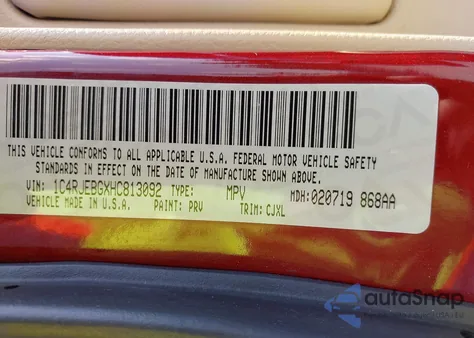 THIS VEHICLE CONFORMS TO ALL APPLICABLE U.S.A. FEDERAL MOTOR VEHICLE SAFETY
STANDARDS IN EFFECT ON THE DATE OF MANUFACTURE SHOWN ABOVE.
VIN: 1C4RJEBGXHC813092 TYPE: MPV MDH:020719 868AA
VEHICLE MADE IN U.S.A. PAINT: PRV TRIM: CJXL
autoSnap